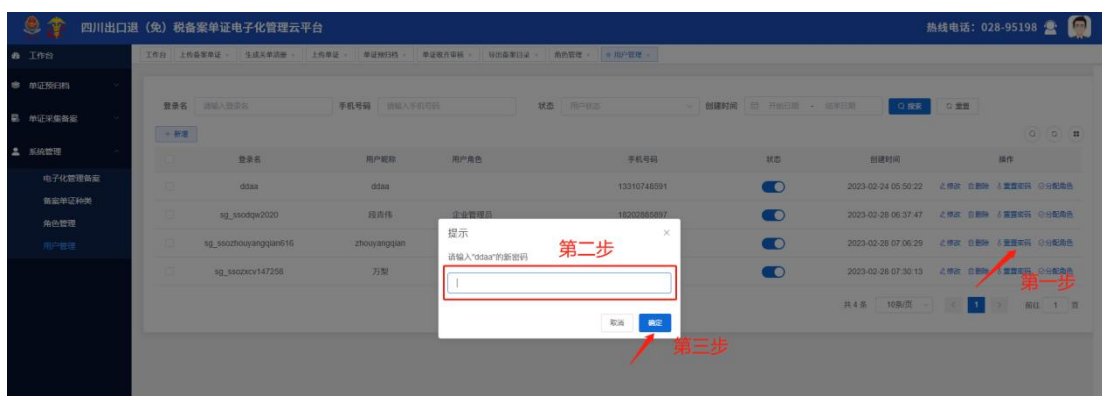 四川出口退（免）税备案单证电子化管理云平台
热线电话：028-95198
工作台
工作台 上传备案单证 生成关单清册 上传单证 单证预归档 单证税务审核 导出备案目录 角色管理 用户管理
单证预归档
登录名 请输入登录名 手机号码 请输入手机号码 状态 用户状态 创建时间 开始日期 - 结束日期 搜索 重置
单证采集备案
+ 新增
系统管理
登录名 用户昵称 用户角色 手机号码 状态 创建时间 操作
电子化管理备案
ddaa ddaa 13310748591 2023-02-24 05:50:22 修改 删除 重置密码 分配角色
备案单证种类
角色管理
sg_ssodqw2020 企业管理员 18202885897 2023-02-28 06:37:47 修改 删除 重置密码 分配角色
用户管理
sg_ssozhouyangqian616 zhouyangqian 2023-02-28 07:06:29 修改 删除 重置密码 分配角色
sg_ssozxcv147258 2023-02-28 07:30:13 修改 删除 重置密码 分配角色
提示
第二步
请输入"ddaa"的新密码
第一步
共 4 条 10条/页 1 前往 1 页
取消 确定
第三步